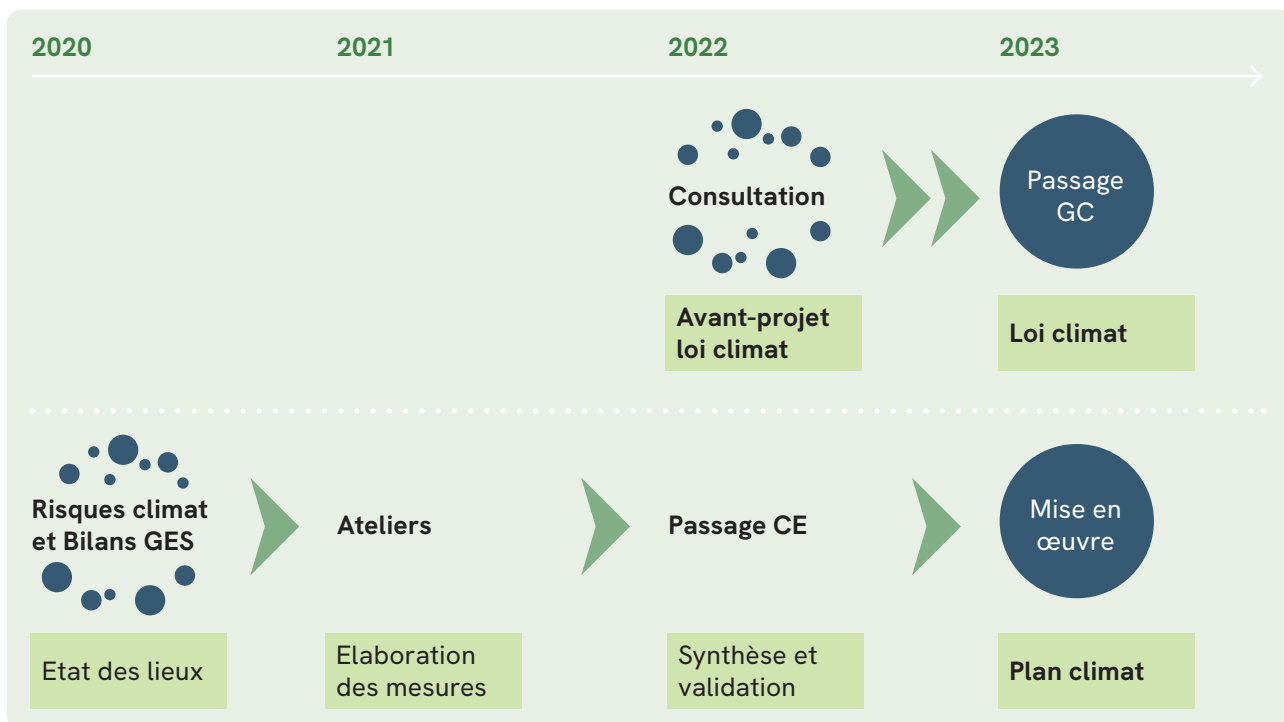 2020
2021
2022
2023
Consultation
Passage
GC
Avant-projet
loi climat
Loi climat
Risques climat
et Bilans GES
Ateliers
Passage CE
Mise en
œuvre
Etat des lieux
Elaboration
des mesures
Synthèse et
validation
Plan climat